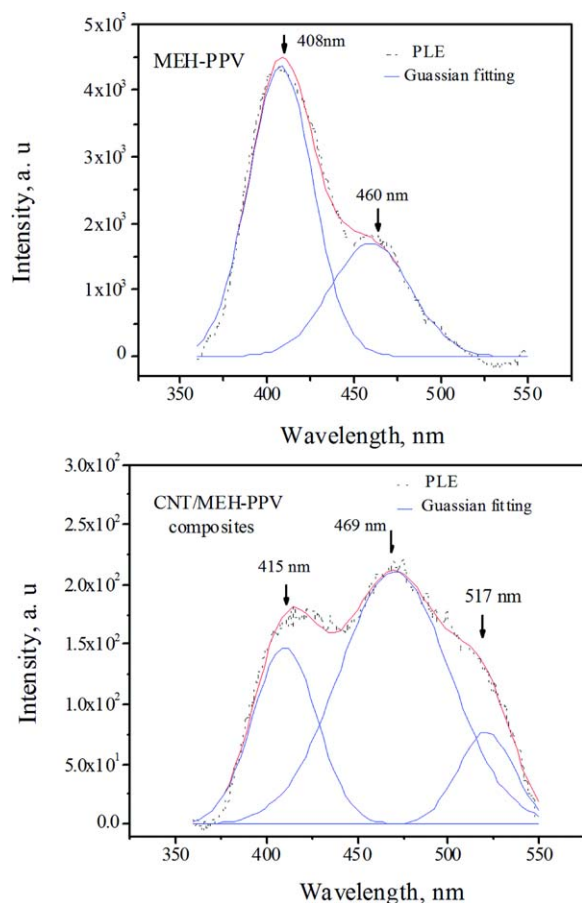 5x10³
4x10³
3x10³
2x10³
1x10³
0
Intensity, a. u
MEH-PPV
408nm
PLE
Guassian fitting
460 nm
350
400
450
500
550
Wavelength, nm
3.0x10²
2.5x10²
2.0x10²
1.5x10²
1.0x10²
5.0x10¹
0.0
Intensity, a. u
CNT/MEH-PPV
composites
PLE
Guassian fitting
415 nm
469 nm
517 nm
350
400
450
500
550
Wavelength, nm